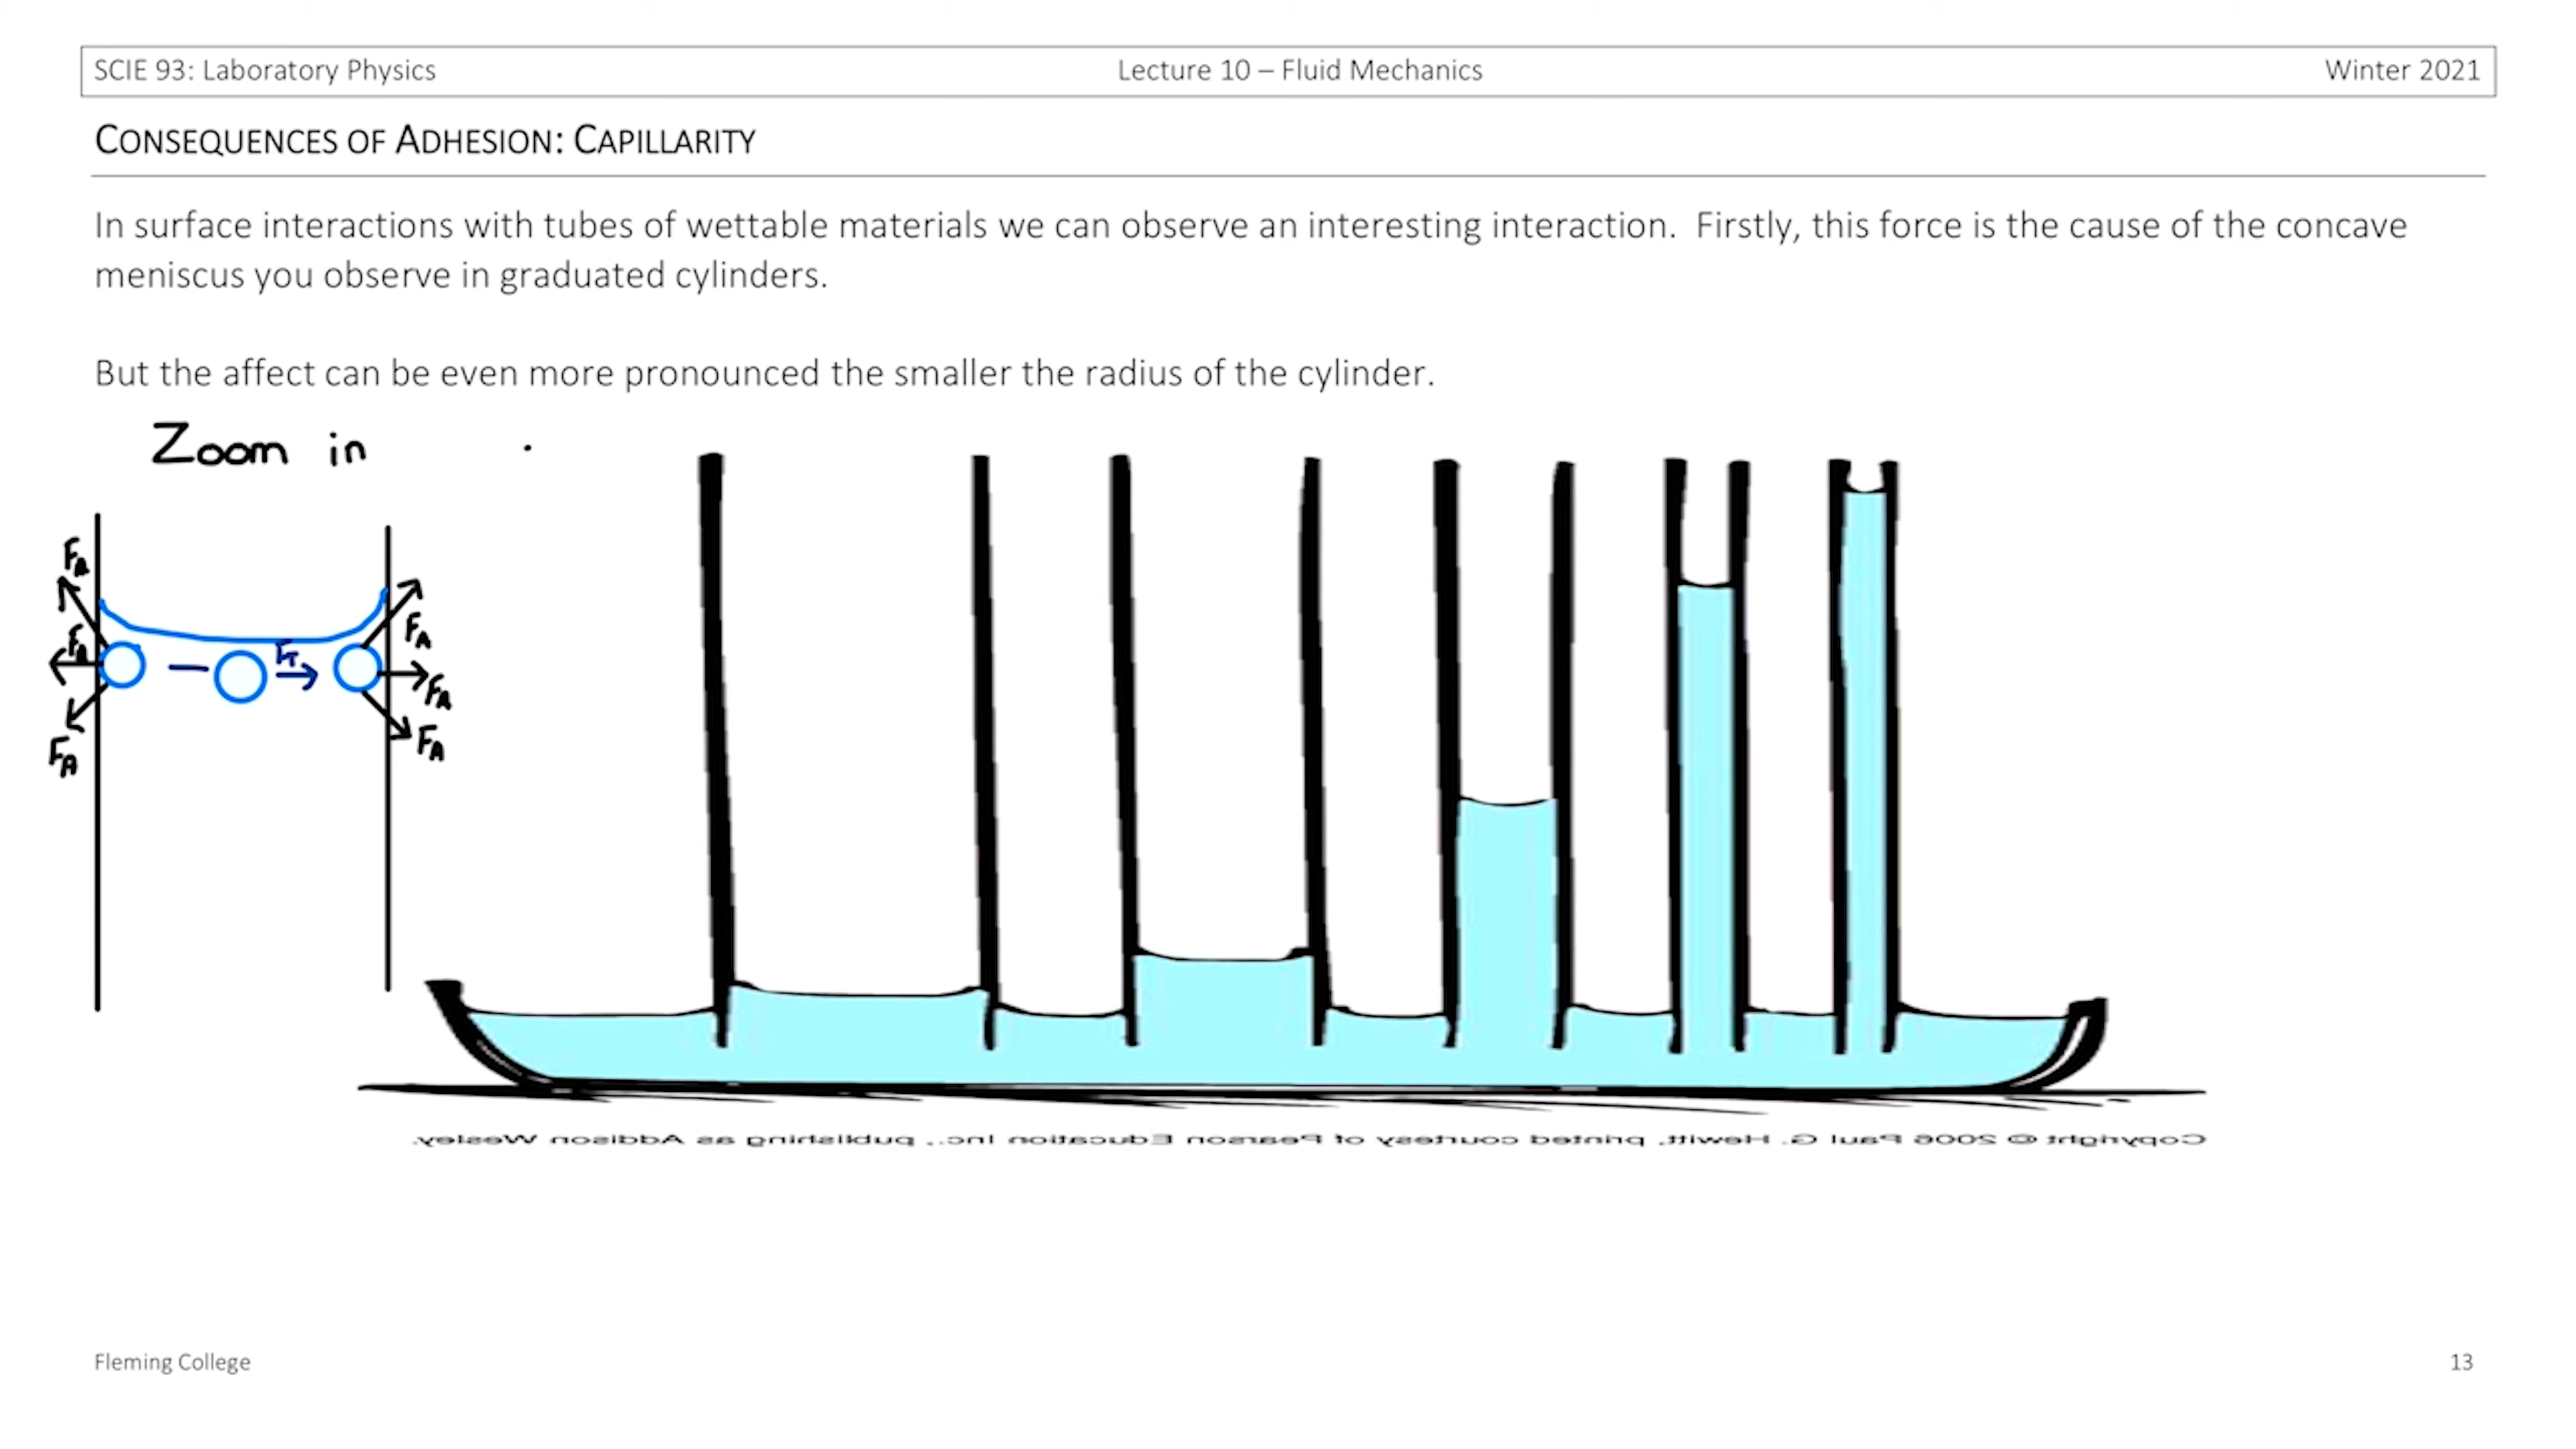 SCIE 93: Laboratory Physics
Lecture 10 – Fluid Mechanics
Winter 2021
CONSEQUENCES OF ADHESION: CAPILLARITY
In surface interactions with tubes of wettable materials we can observe an interesting interaction. Firstly, this force is the cause of the concave
meniscus you observe in graduated cylinders.
But the affect can be even more pronounced the smaller the radius of the cylinder.
Zoom in
FA
FA
FA
FT
FA
FA
FA
Copyright © 2006 Paul G. Hewitt, printed courtesy of Pearson Education Inc., publishing as Addison Wesley.
Fleming College
13